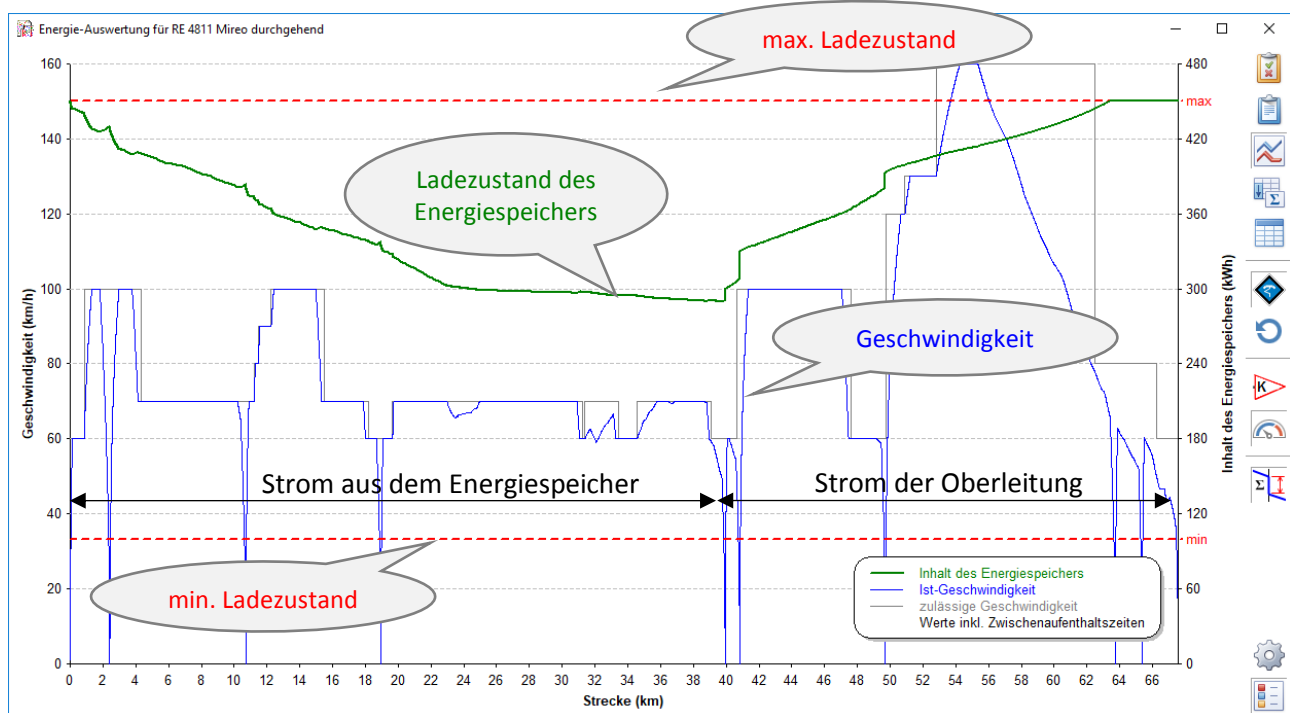 Energie-Auswertung für RE 4811 Mireo durchgehend
max. Ladezustand
160
140
120
100
80
60
40
20
0
Geschwindigkeit (km/h)
480
max
420
360
300
240
180
120
min
60
0
Inhalt des Energiespeichers (kWh)
Ladezustand des
Energiespeichers
Geschwindigkeit
K
Σ
Strom aus dem Energiespeicher
Strom der Oberleitung
min. Ladezustand
Inhalt des Energiespeichers
Ist-Geschwindigkeit
zulässige Geschwindigkeit
Werte inkl. Zwischenaufenthaltszeiten
0 2 4 6 8 10 12 14 16 18 20 22 24 26 28 30 32 34 36 38 40 42 44 46 48 50 52 54 56 58 60 62 64 66
Strecke (km)
Σ